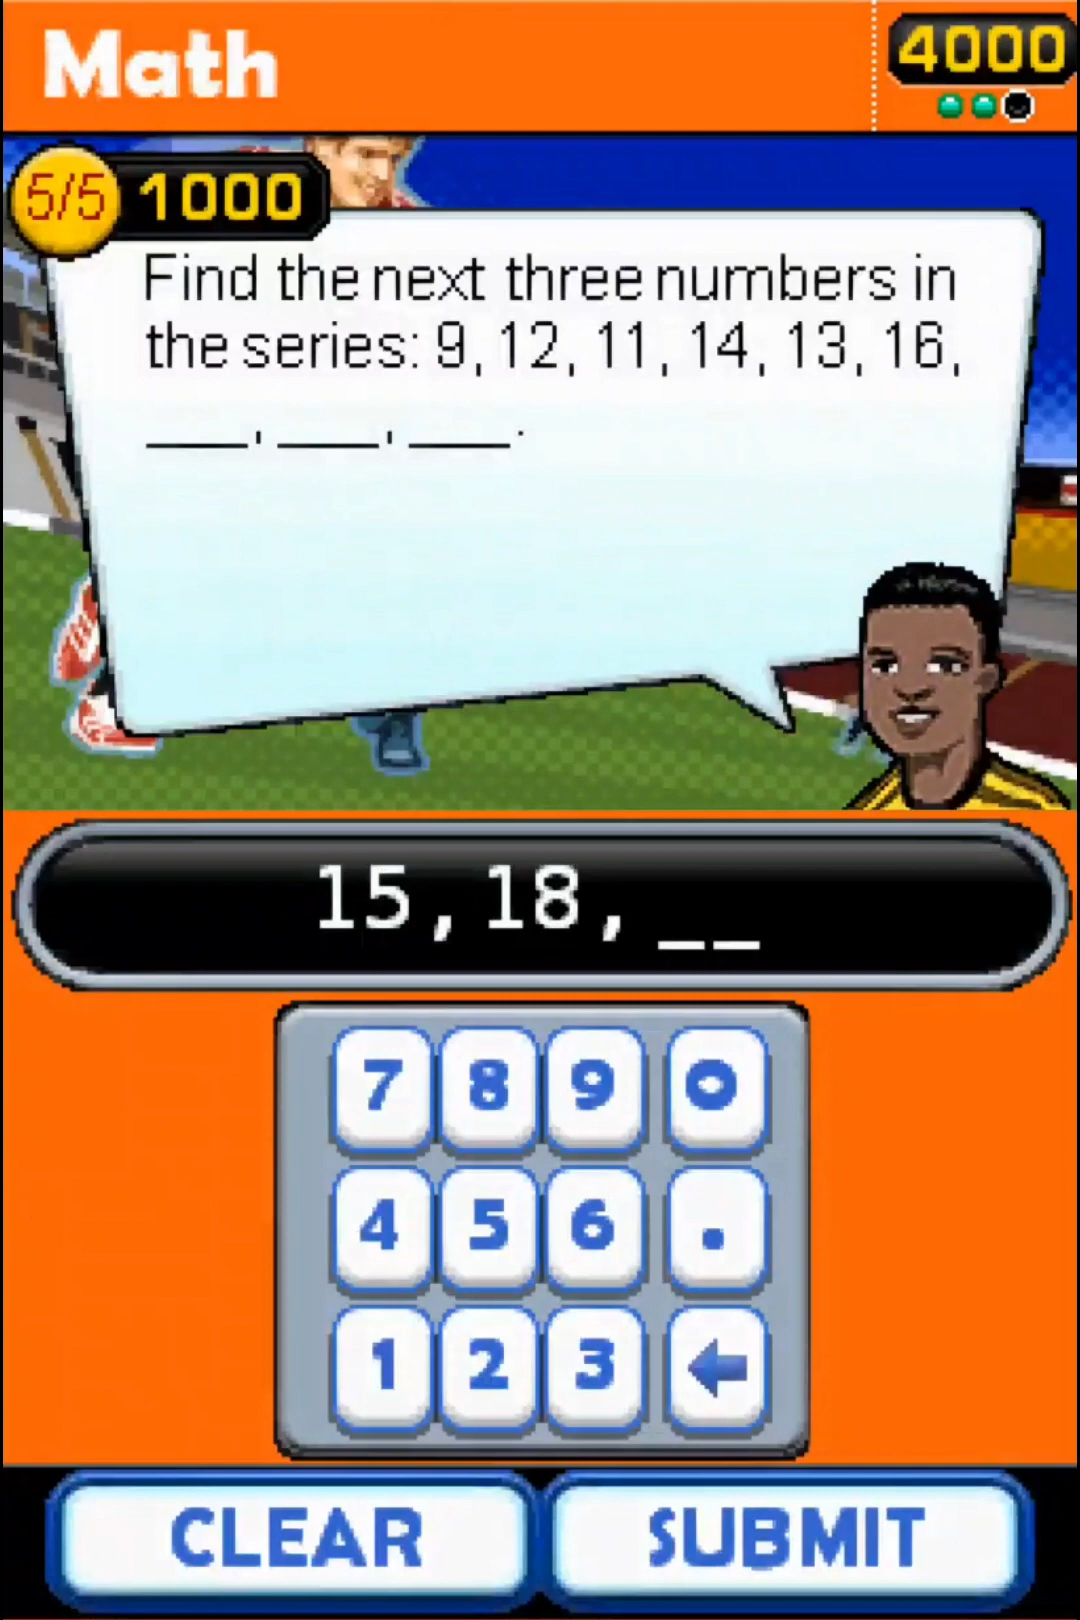 Math
4000
5/5 1000
Find the next three numbers in
the series: 9, 12, 11, 14, 13, 16,
___, ___, ___.
15,18,__
7 8 9 0
4 5 6 .
1 2 3 ←
CLEAR SUBMIT